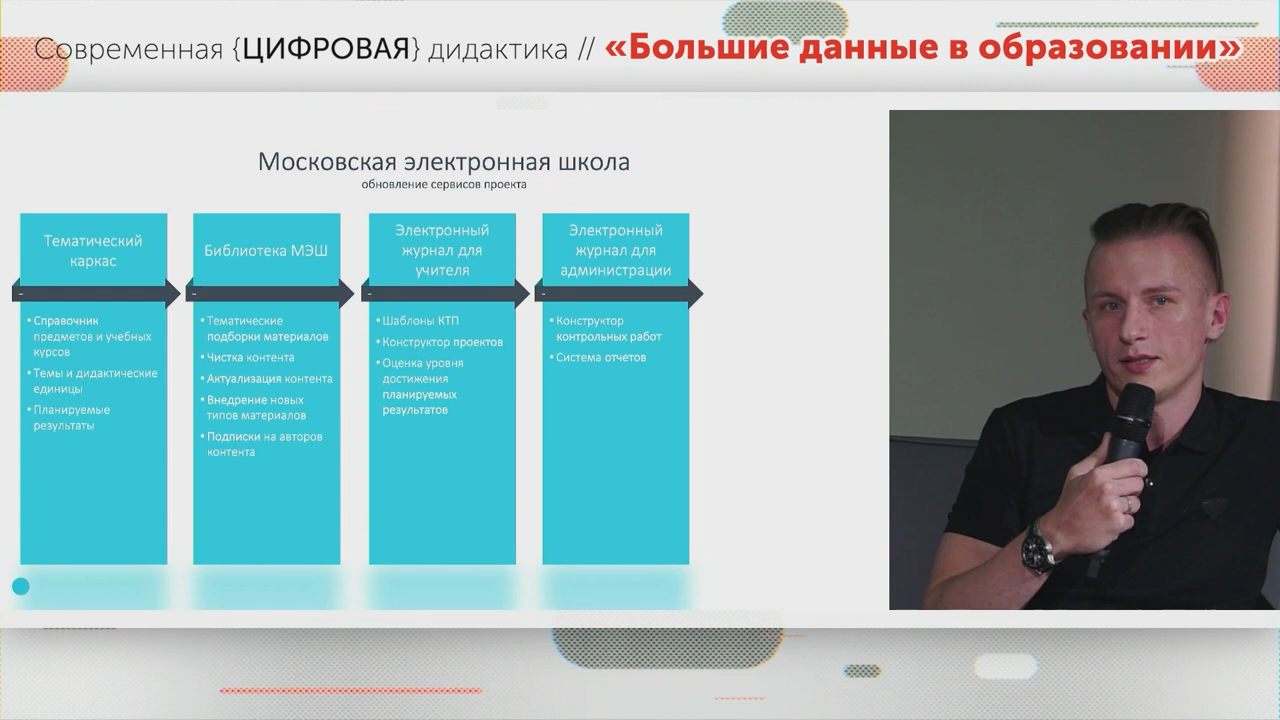 Современная {ЦИФРОВАЯ} дидактика // «Большие данные в образовании»
Московская электронная школа
обновление сервисов проекта
Тематический
каркас
• Справочник
предметов и учебных
курсов
• Темы и дидактические
единицы
• Планируемые
результаты
Библиотека МЭШ
• Тематические
подборки материалов
• Чистка контента
• Актуализация контента
• Внедрение новых
типов материалов
• Подписки на авторов
контента
Электронный
журнал для
учителя
• Шаблоны КТП
• Конструктор проектов
• Оценка уровня
достижения
планируемых
результатов
Электронный
журнал для
администрации
• Конструктор
контрольных работ
• Система отчетов